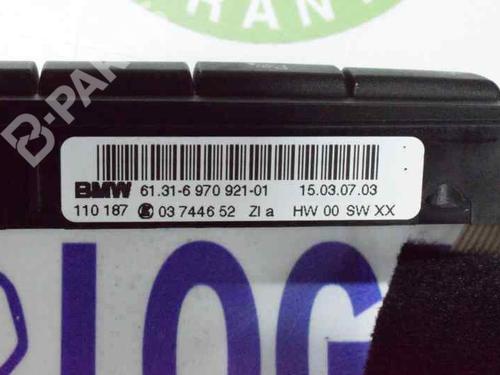 RANTI
B-PAR
BMW 61.31-6 970 921-01 15.03.07.03
110 187 03 7446 52 ZI a HW 00 SW XX
LOG